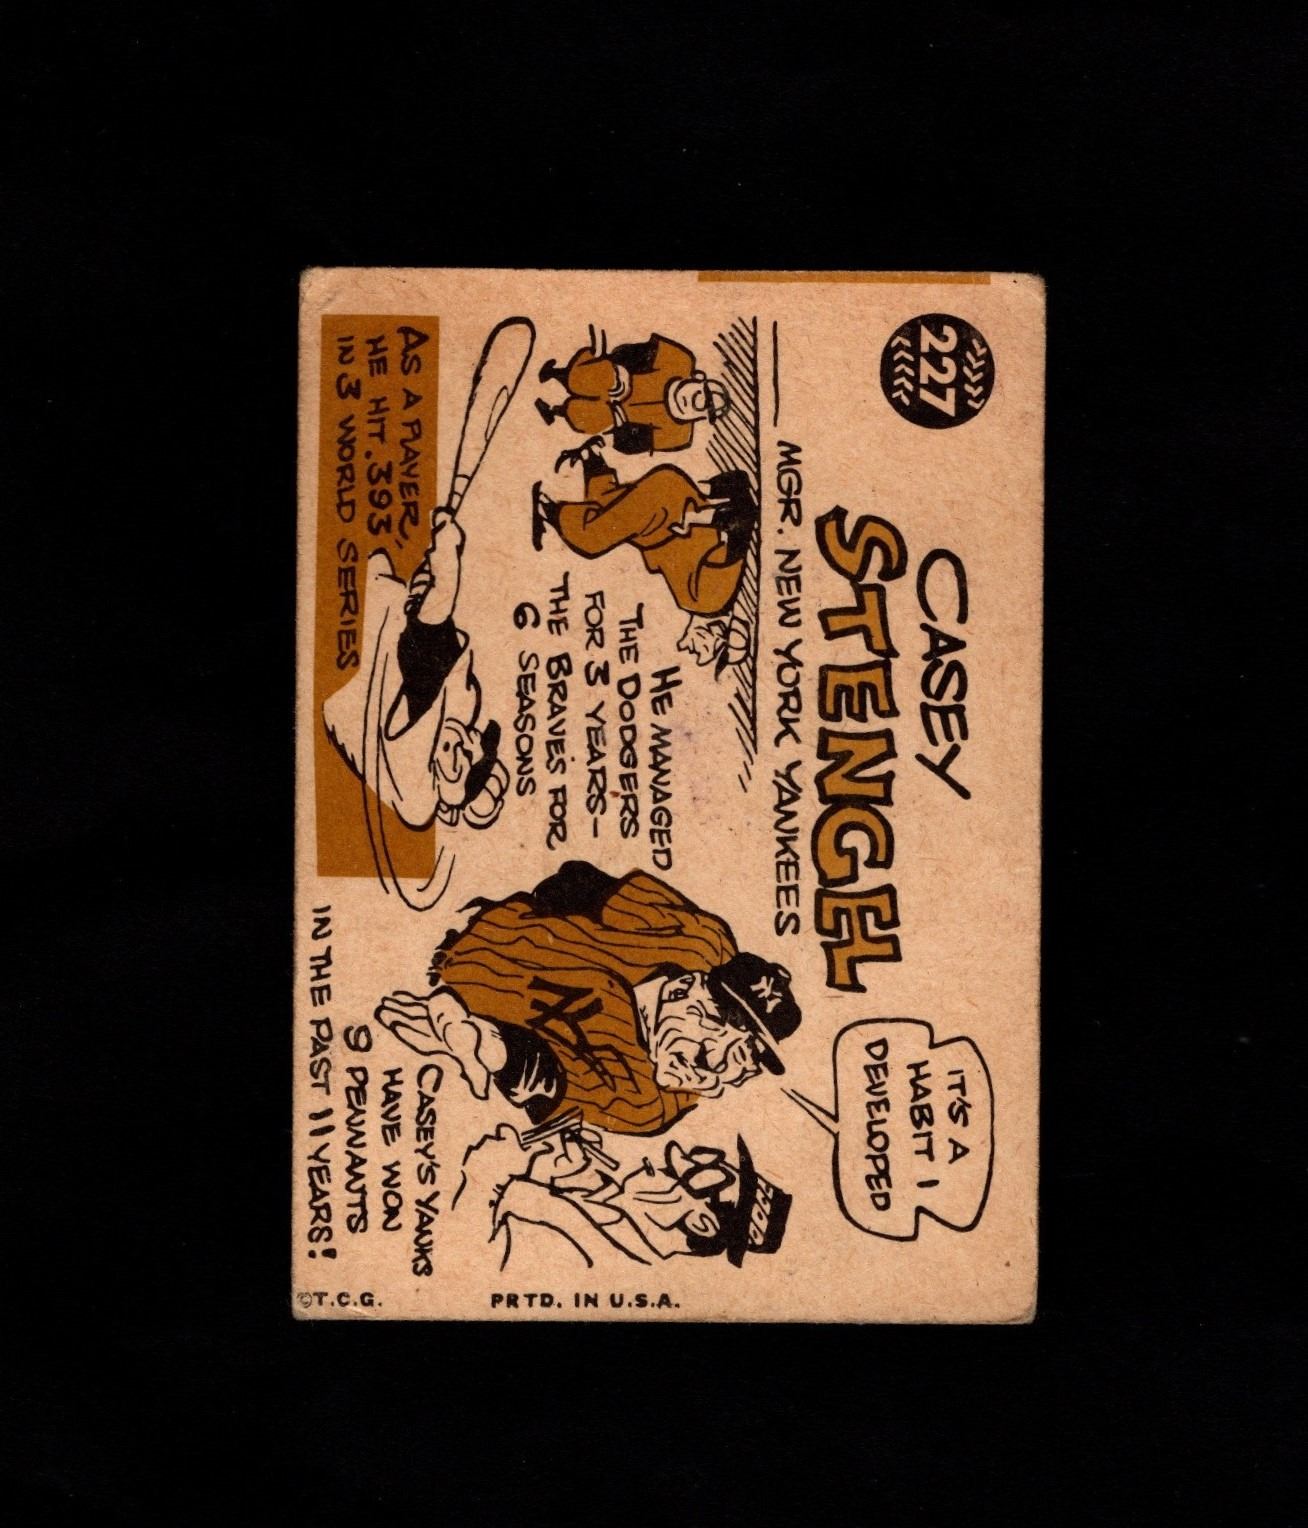 227
CASEY
STENGEL
MGR. NEW YORK YANKEES
IT'S A
HABIT I
DEVELOPED
HE MANAGED
THE DODGERS
FOR 3 YEARS-
THE BRAVES FOR
6 SEASONS
AS A PLAYER,
HE HIT .393
IN 3 WORLD SERIES
NY
CASEY'S YANKS
HAVE WON
9 PENNANTS
IN THE PAST 11 YEARS!
©T.C.G.
PRTD. IN U.S.A.